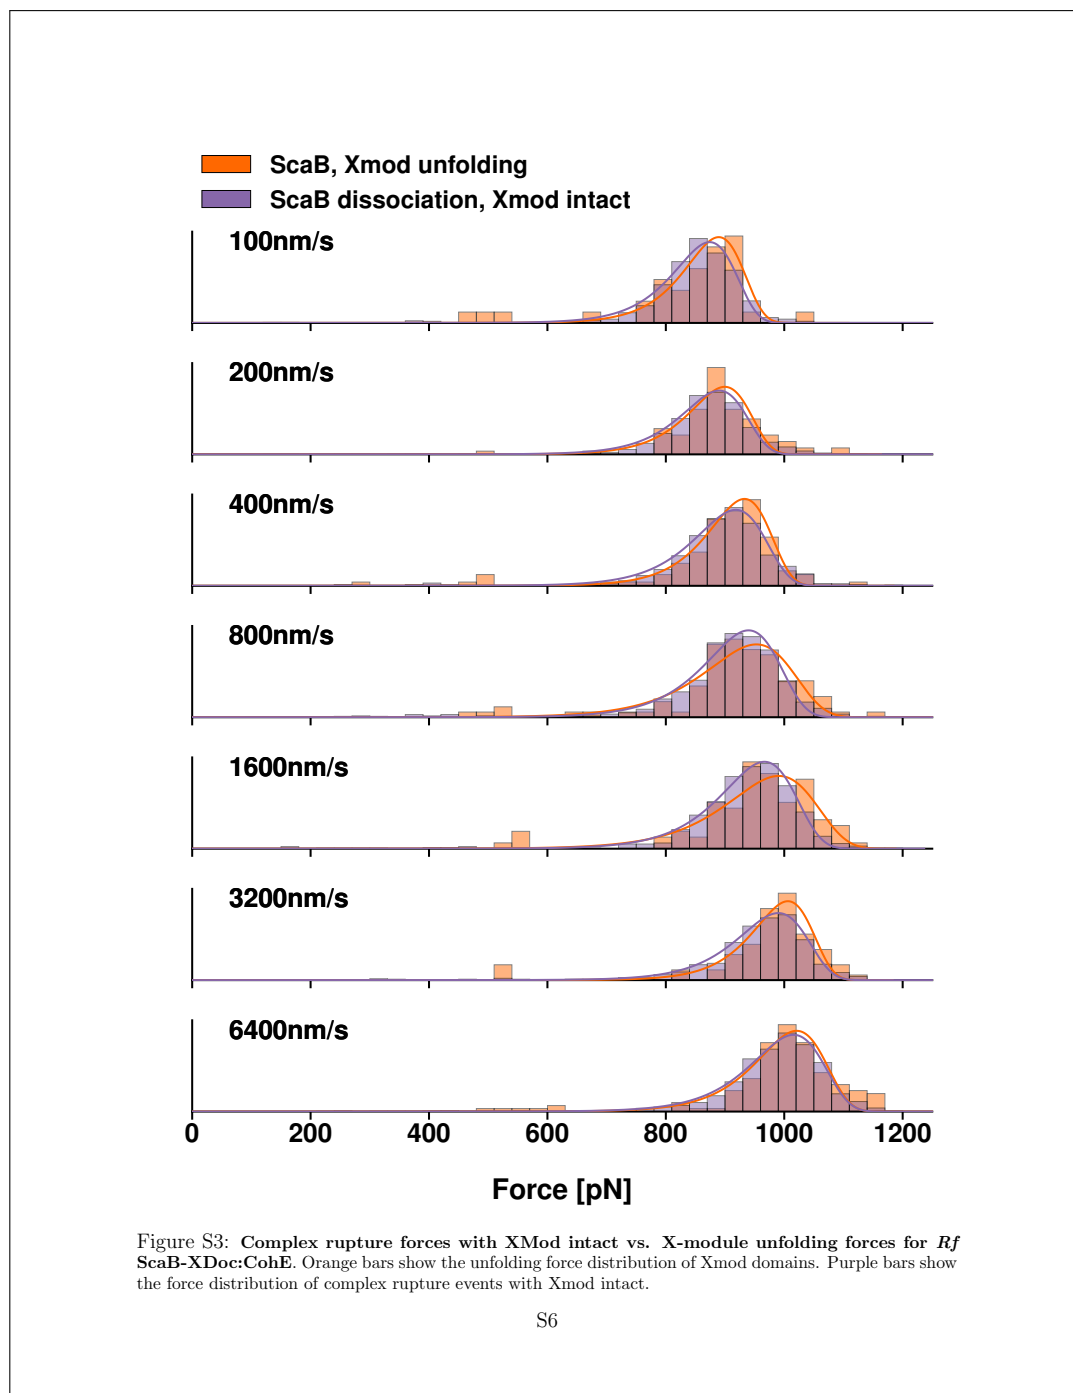 ScaB, Xmod unfolding
ScaB dissociation, Xmod intact
100nm/s
200nm/s
400nm/s
800nm/s
1600nm/s
3200nm/s
6400nm/s
0 200 400 600 800 1000 1200
Force [pN]
Figure S3: Complex rupture forces with XMod intact vs. X-module unfolding forces for Rf
ScaB-XDoc:CohE. Orange bars show the unfolding force distribution of Xmod domains. Purple bars show
the force distribution of complex rupture events with Xmod intact.
S6